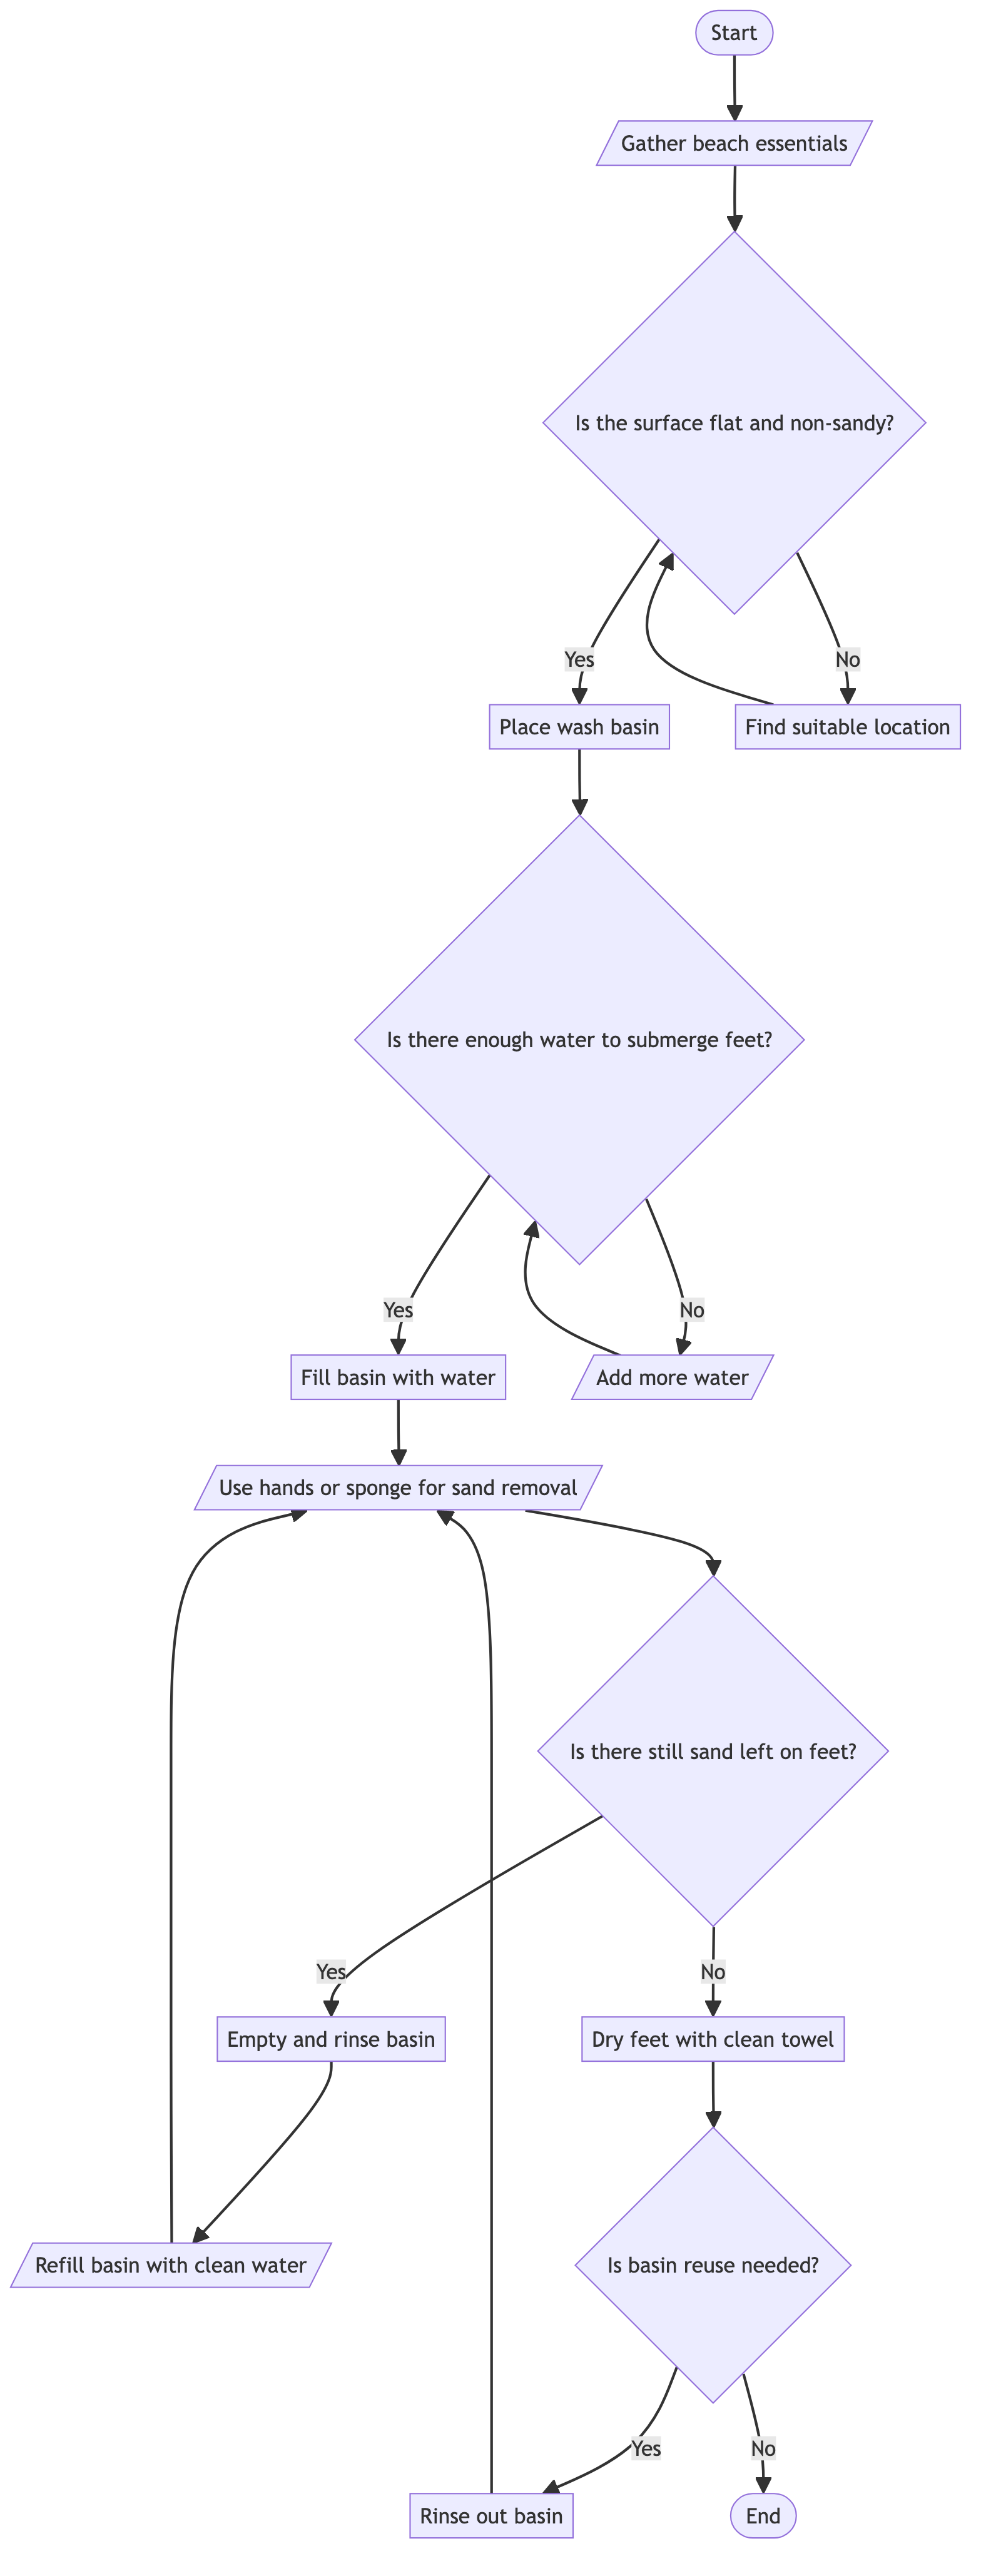 Start
Gather beach essentials
Is the surface flat and non-sandy?
Yes
No
Place wash basin
Find suitable location
Is there enough water to submerge feet?
Yes
No
Fill basin with water
Add more water
Use hands or sponge for sand removal
Is there still sand left on feet?
Yes
No
Empty and rinse basin
Dry feet with clean towel
Refill basin with clean water
Is basin reuse needed?
Yes
No
Rinse out basin
End